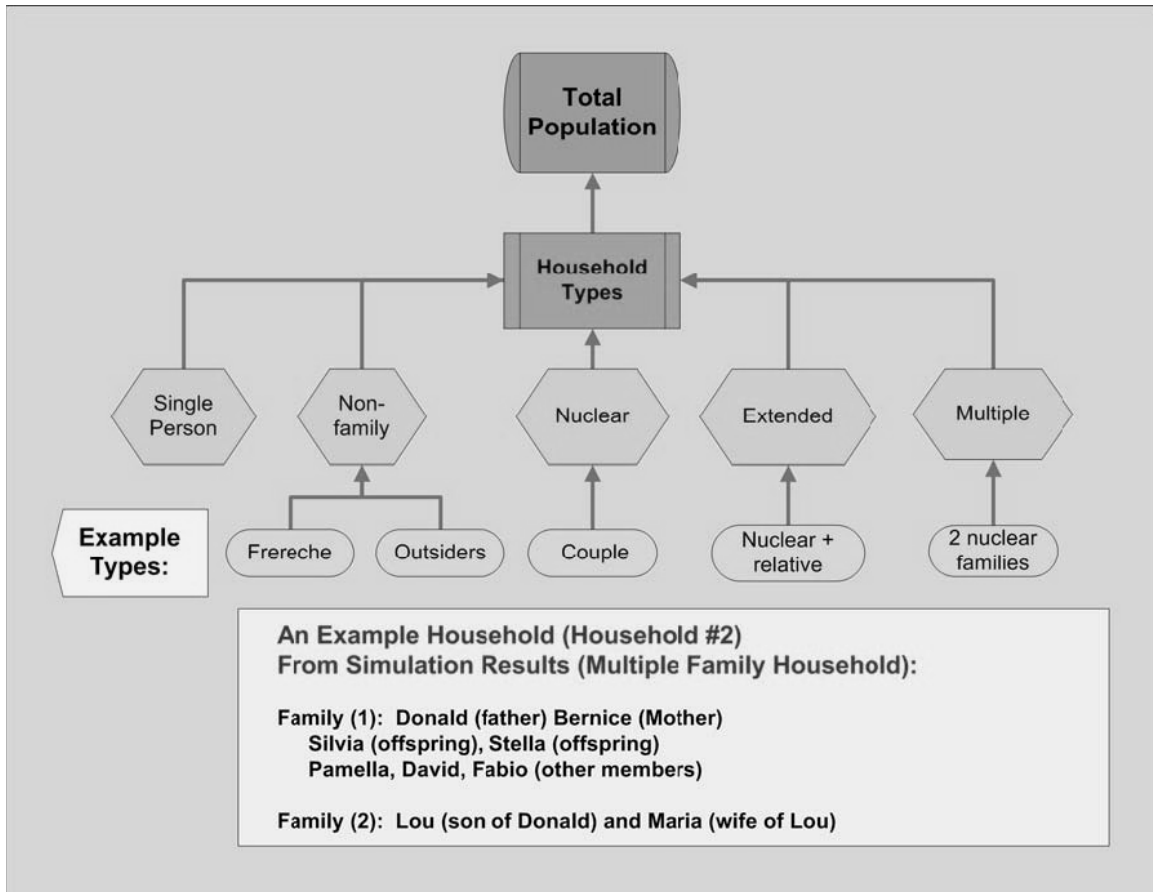 Total
Population
Household
Types
Single
Person
Non-
family
Nuclear
Extended
Multiple
Example
Types:
Frereche
Outsiders
Couple
Nuclear +
relative
2 nuclear
families
An Example Household (Household #2)
From Simulation Results (Multiple Family Household):
Family (1): Donald (father) Bernice (Mother)
Silvia (offspring), Stella (offspring)
Pamella, David, Fabio (other members)
Family (2): Lou (son of Donald) and Maria (wife of Lou)